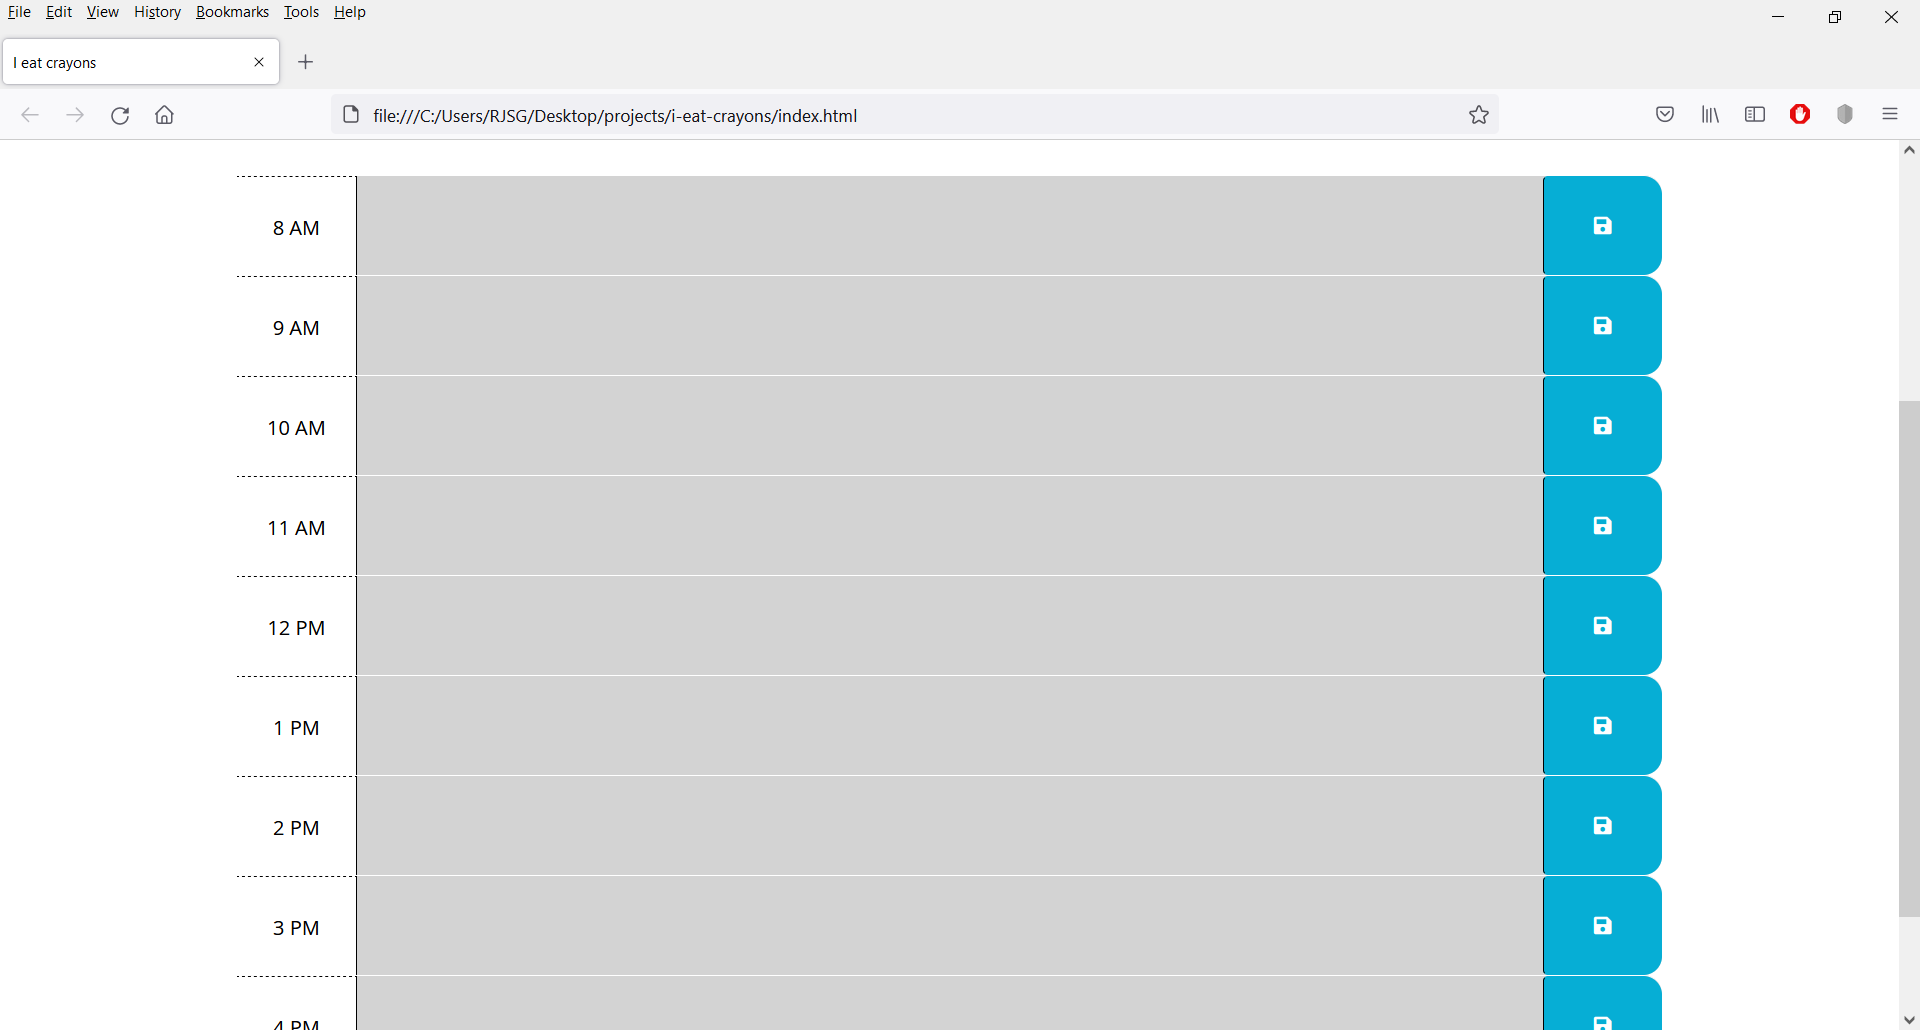 File Edit View History Bookmarks Tools Help
I eat crayons
file:///C:/Users/RJSG/Desktop/projects/i-eat-crayons/index.html
8 AM
9 AM
10 AM
11 AM
12 PM
1 PM
2 PM
3 PM
4 PM